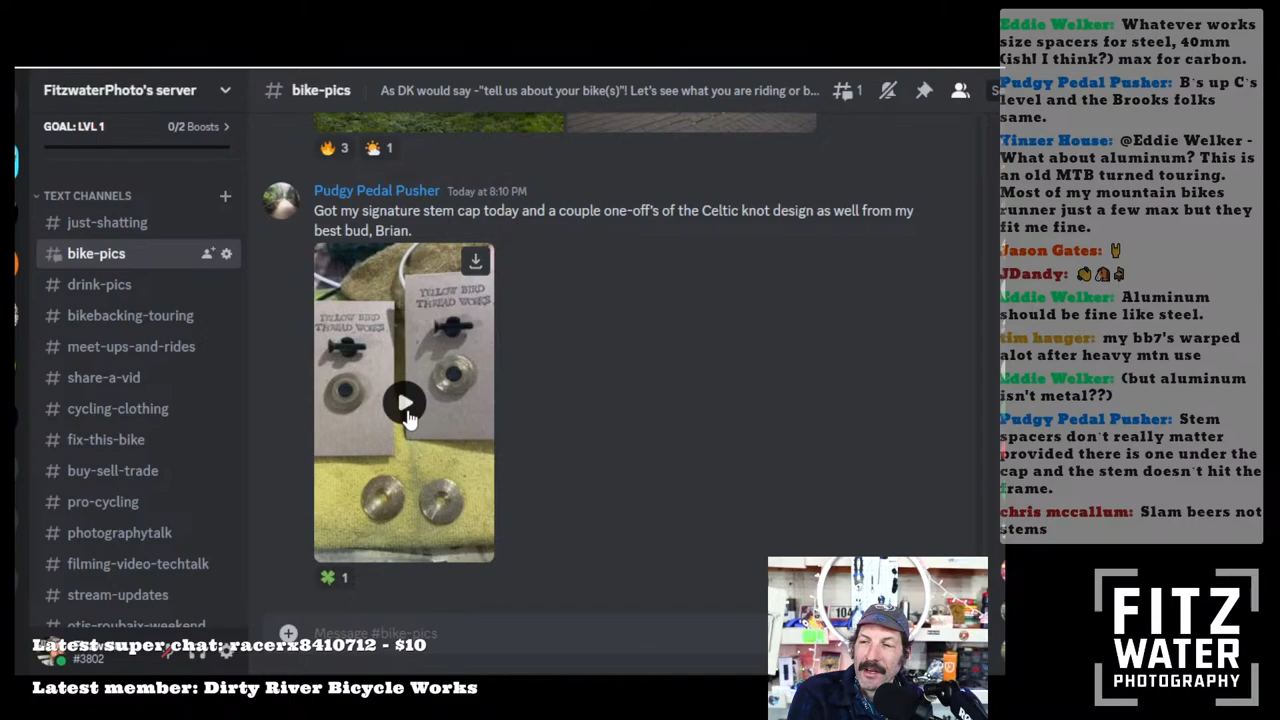 FitzwaterPhoto's server
GOAL: LVL 1
0/2 Boosts
TEXT CHANNELS
just-shatting
bike-pics
drink-pics
bikebacking-touring
meet-ups-and-rides
share-a-vid
cycling-clothing
fix-this-bike
buy-sell-trade
pro-cycling
photographytalk
filming-video-techtalk
stream-updates
otis-roubaix-weekend
#3802
bike-pics
As DK would say -"tell us about your bike(s)"! Let's see what you are riding or b...
1
3
1
Pudgy Pedal Pusher Today at 8:10 PM
Got my signature stem cap today and a couple one-off's of the Celtic knot design as well from my
best bud, Brian.
YELLOW BIRD
THREAD WORKS
YELLOW BIRD
THREAD WORKS
1
Message #bike-pics
Latest super chat: racerx8410712 - $10
Latest member: Dirty River Bicycle Works
104
Eddie Welker: Whatever works
size spacers for steel, 40mm
(ish! I think?) max for carbon.
Pudgy Pedal Pusher: B's up C's
level and the Brooks folks
same.
Yinzer House: @Eddie Welker -
What about aluminum? This is
an old MTB turned touring.
Most of my mountain bikes
runner just a few max but they
fit me fine.
Jason Gates:
JDandy:
Eddie Welker: Aluminum
should be fine like steel.
tim hauger: my bb7's warped
alot after heavy mtn use
Eddie Welker: (but aluminum
isn't metal??)
Pudgy Pedal Pusher: Stem
spacers don't really matter
provided there is one under the
cap and the stem doesn't hit the
frame.
chris mccallum: Slam beers not
stems
FITZ
WATER
PHOTOGRAPHY